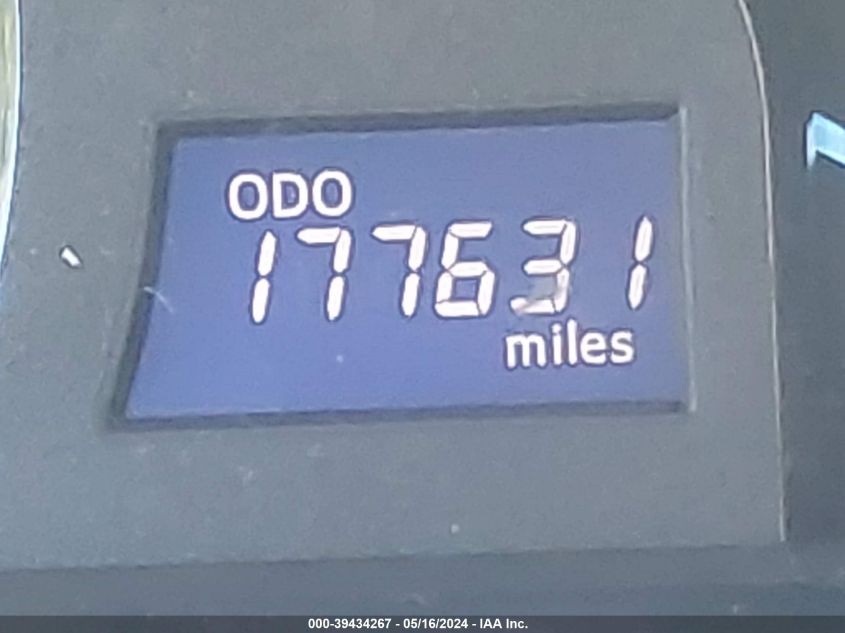 ODO
177631
miles
000-39434267 - 05/16/2024 - IAA Inc.